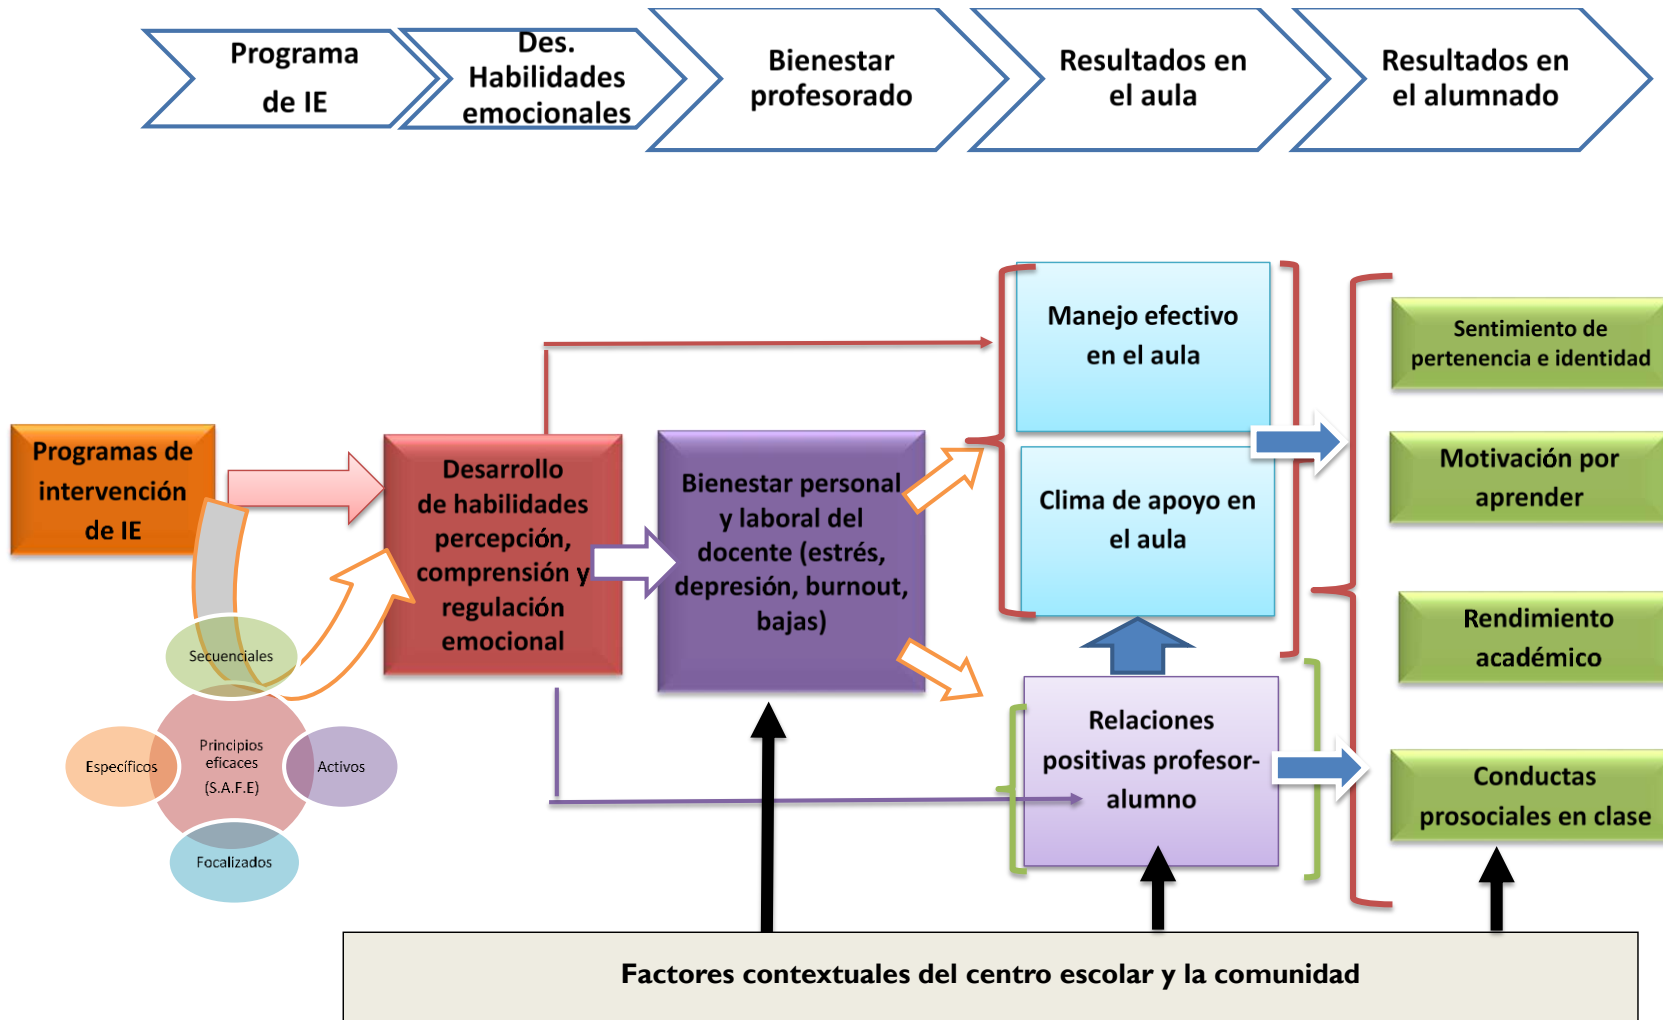 Programa
de IE
Des.
Habilidades
emocionales
Bienestar
profesorado
Resultados en
el aula
Resultados en
el alumnado
Programas de
intervención
de IE
Secuenciales
Específicos
Principios
eficaces
(S.A.F.E)
Activos
Focalizados
Desarrollo
de habilidades
percepción,
comprensión y
regulación
emocional
Bienestar personal
y laboral del
docente (estrés,
depresión, burnout,
bajas)
Manejo efectivo
en el aula
Clima de apoyo en
el aula
Relaciones
positivas profesor-
alumno
Sentimiento de
pertenencia e identidad
Motivación por
aprender
Rendimiento
académico
Conductas
prosociales en clase
Factores contextuales del centro escolar y la comunidad